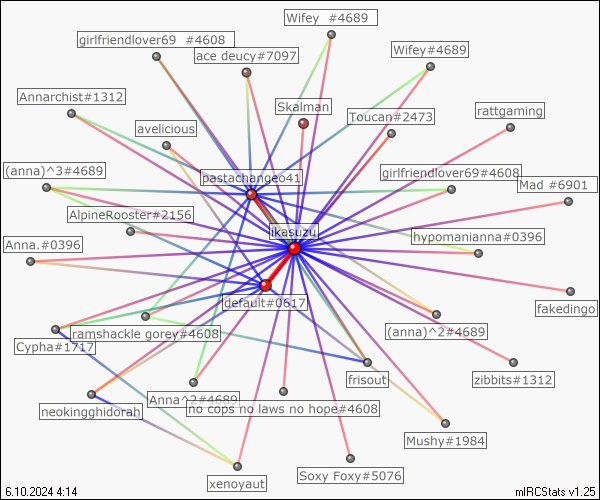 Wifey #4689
girlfriendlover69 #4608
ace deucy#7097
Wifey#4689
Annarchist#1312
Skalman
Toucan#2473
rattgaming
avelicious
(anna)^3#4689
pastachangeo41
girlfriendlover69#4608
Mad #6901
AlpineRooster#2156
ikasuzu
hypomanianna#0396
Anna.#0396
default#0617
fakedingo
ramshackle gorey#4608
(anna)^2#4689
Cypha#1717
frisout
zibbits#1312
Anna^2#4689
neokingghidorah
no cops no laws no hope#4608
Mushy#1984
xenoyaut
Soxy Foxy#5076
6.10.2024 4:14
mIRCStats v1.25